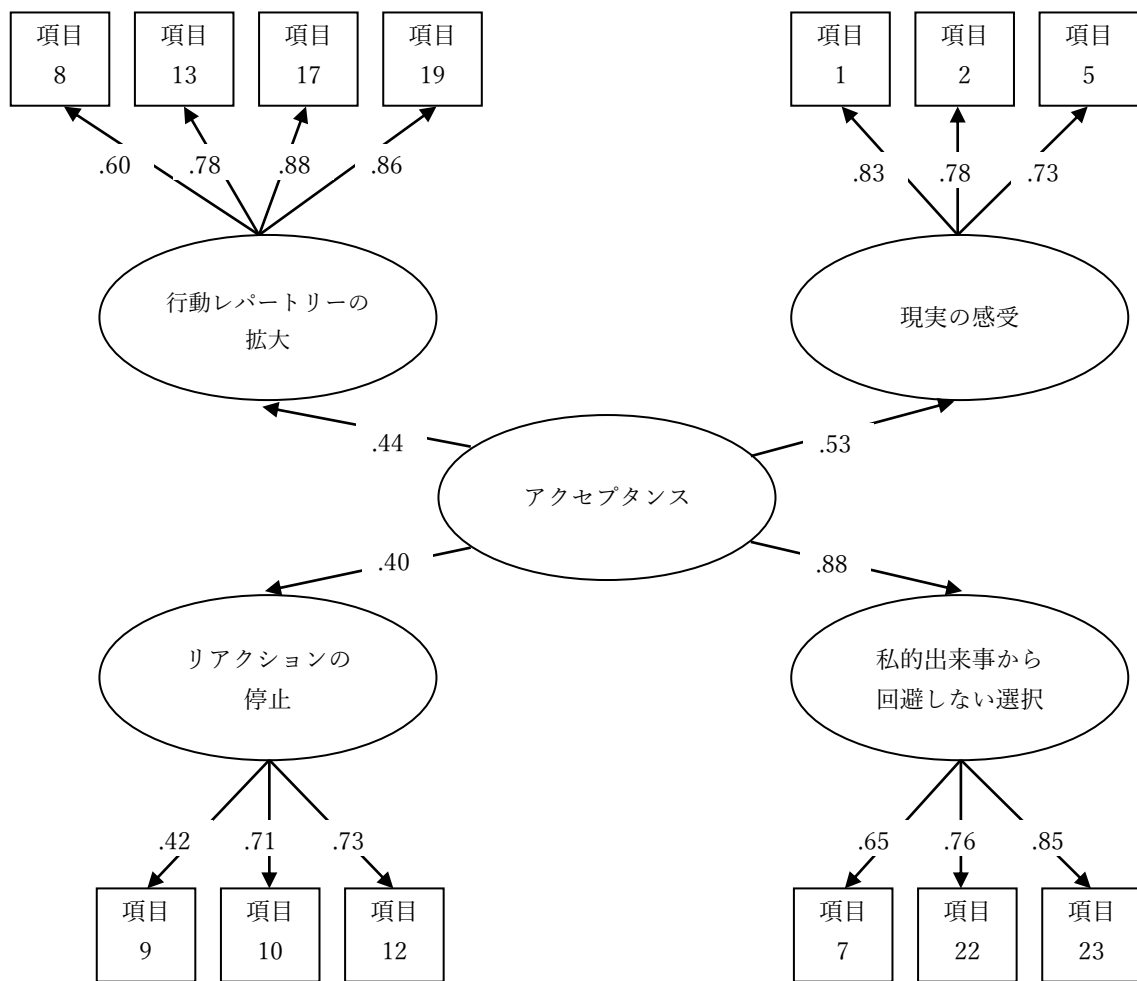 項目
8
項目
13
項目
17
項目
19
項目
1
項目
2
項目
5
.60
.78
.88
.86
.83
.78
.73
行動レパートリーの
拡大
現実の感受
.44
.53
アクセプタンス
.40
.88
リアクションの
停止
私的出来事から
回避しない選択
.42
.71
.73
.65
.76
.85
項目
9
項目
10
項目
12
項目
7
項目
22
項目
23